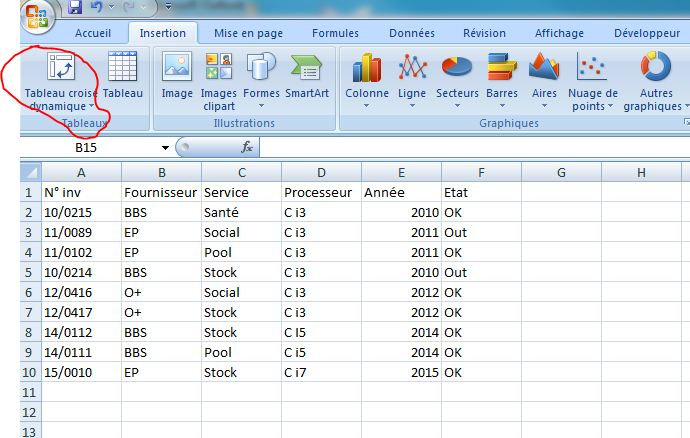 Accueil Insertion Mise en page Formules Données Révision Affichage Développeur
Tableau croisé Tableau Image Images Formes SmartArt Colonne Ligne Secteurs Barres Aires Nuage de Autres
dynamique clipart points graphiques
Tableaux Illustrations Graphiques
B15 fx
A B C D E F G H
1 N° inv Fournisseur Service Processeur Année Etat
2 10/0215 BBS Santé C i3 2010 OK
3 11/0089 EP Social C i3 2011 Out
4 11/0102 EP Pool C i3 2011 OK
5 10/0214 BBS Stock C i3 2010 Out
6 12/0416 O+ Social C i3 2012 OK
7 12/0417 O+ Stock C i3 2012 OK
8 14/0112 BBS Stock C I5 2014 OK
9 14/0111 BBS Pool C i5 2014 OK
10 15/0010 EP Stock C i7 2015 OK
11
12
13